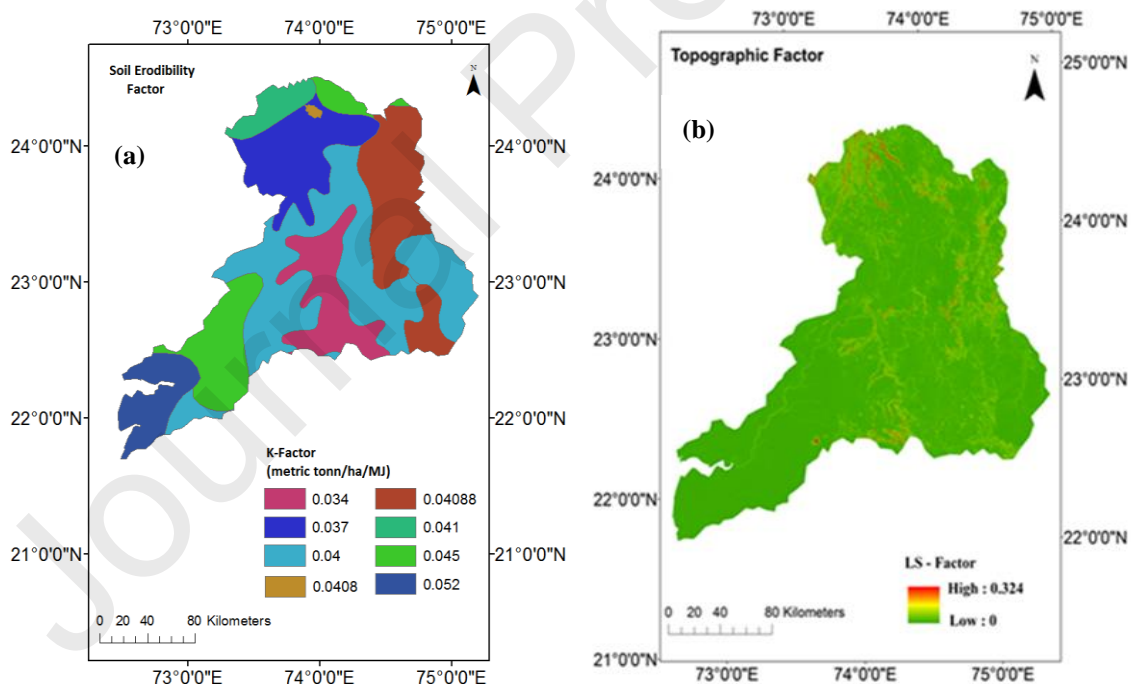 73°0'0"E 74°0'0"E 75°0'0"E
Soil Erodibility
Factor
N
(a)
24°0'0"N
23°0'0"N
22°0'0"N
21°0'0"N
24°0'0"N
23°0'0"N
22°0'0"N
21°0'0"N
K-Factor
(metric tonn/ha/MJ)
0.034 0.04088
0.037 0.041
0.04 0.045
0.0408 0.052
0 20 40 80 Kilometers
73°0'0"E 74°0'0"E 75°0'0"E
73°0'0"E 74°0'0"E 75°0'0"E
Topographic Factor
N
(b)
24°0'0"N
23°0'0"N
22°0'0"N
21°0'0"N
25°0'0"N
24°0'0"N
23°0'0"N
22°0'0"N
LS - Factor
High : 0.324
Low : 0
0 20 40 80 Kilometers
73°0'0"E 74°0'0"E 75°0'0"E
Journal Pre